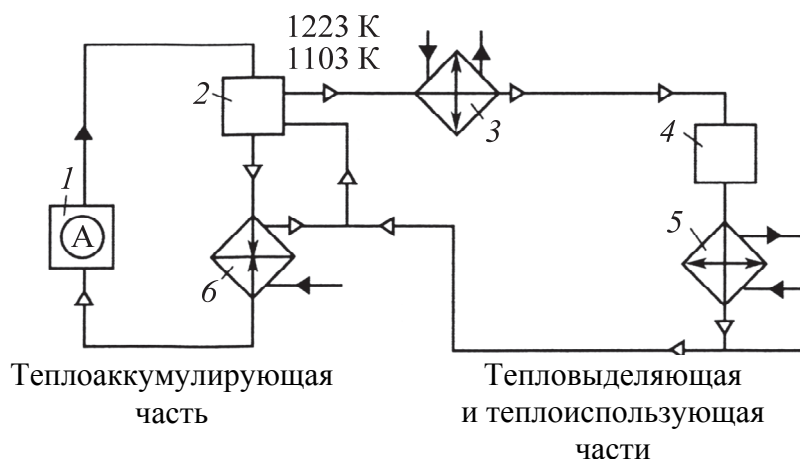 1223 К
1103 К
2
3
4
1
А
5
6
Теплоаккумулирующая
часть
Тепловыделяющая
и теплоиспользующая
части